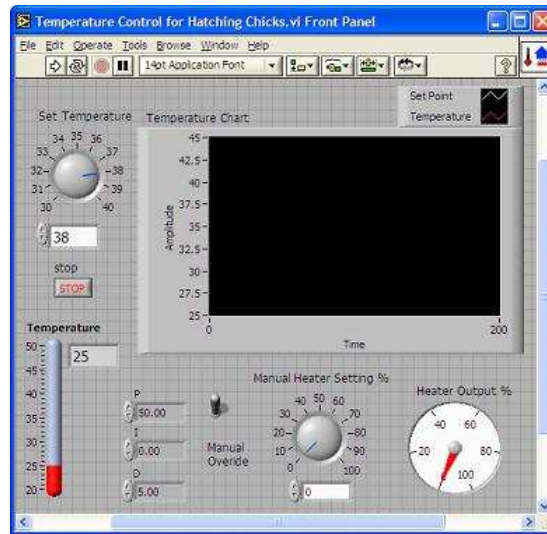 Temperature Control for Hatching Chicks.vi Front Panel
File Edit Operate Tools Browse Window Help
14pt Application Font
Set Point
Temperature
Set Temperature
34 35 36
33 37
32 38
31 39
30 40
38
stop
STOP
Temperature Chart
45
42.5
40
37.5
35
32.5
30
27.5
25
Amplitude
0 200
Time
Temperature
50
45
40
35
30
25
20
25
P
50.00
I
0.00
D
5.00
Manual
Overide
Manual Heater Setting %
40 50 60
30 70
20 80
10 90
0 100
0
Heater Output %
40 60
20 80
100